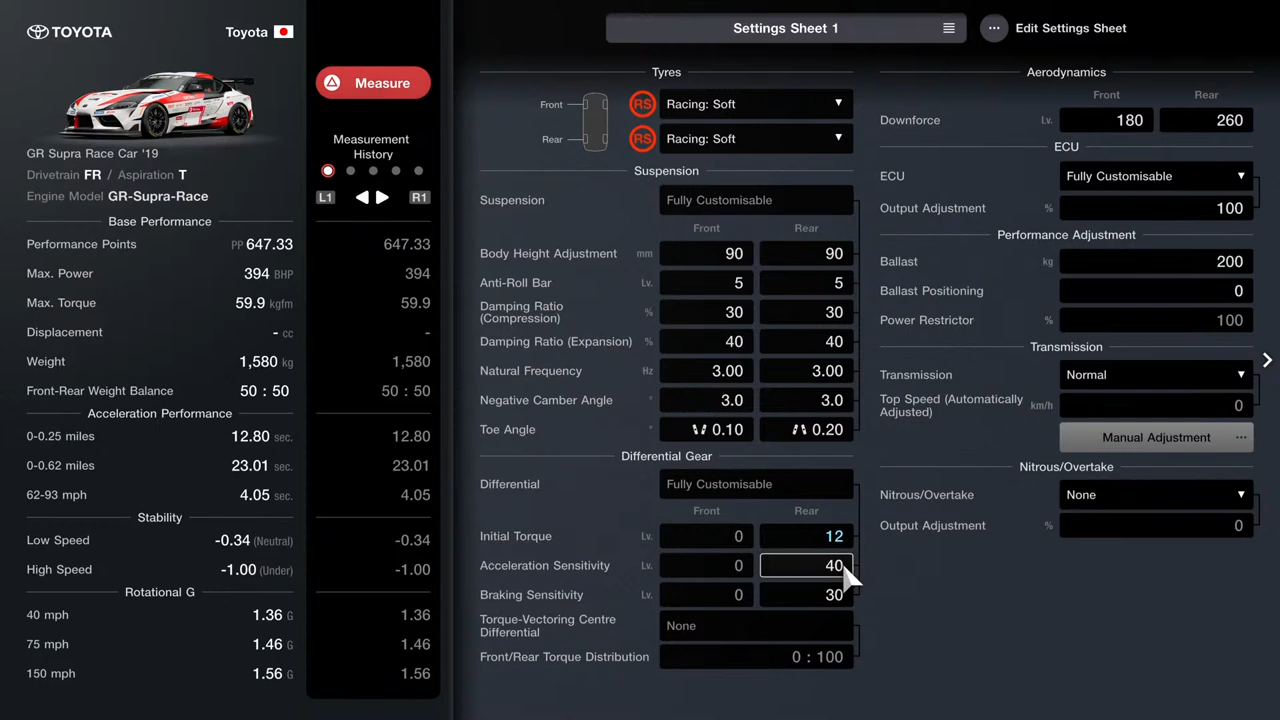 TOYOTA
Toyota
GR Supra Race Car '19
Drivetrain FR / Aspiration T
Engine Model GR-Supra-Race
Base Performance
Performance Points PP 647.33
Max. Power 394 BHP
Max. Torque 59.9 kgfm
Displacement - cc
Weight 1,580 kg
Front-Rear Weight Balance 50 : 50
Acceleration Performance
0-0.25 miles 12.80 sec.
0-0.62 miles 23.01 sec.
62-93 mph 4.05 sec.
Stability
Low Speed -0.34 (Neutral)
High Speed -1.00 (Under)
Rotational G
40 mph 1.36 G
75 mph 1.46 G
150 mph 1.56 G
Measure
Measurement
History
L1 R1
647.33
394
59.9
-
1,580
50 : 50
12.80
23.01
4.05
-0.34
-1.00
1.36
1.46
1.56
Settings Sheet 1
Edit Settings Sheet
Tyres
Front RS Racing: Soft
Rear RS Racing: Soft
Suspension
Suspension Fully Customisable
Front Rear
Body Height Adjustment mm 90 90
Anti-Roll Bar Lv. 5 5
Damping Ratio
(Compression) % 30 30
Damping Ratio (Expansion) % 40 40
Natural Frequency Hz 3.00 3.00
Negative Camber Angle ° 3.0 3.0
Toe Angle ° 0.10 0.20
Differential Gear
Differential Fully Customisable
Front Rear
Initial Torque Lv. 0 12
Acceleration Sensitivity Lv. 0 40
Braking Sensitivity Lv. 0 30
Torque-Vectoring Centre
Differential None
Front/Rear Torque Distribution 0 : 100
Aerodynamics
Front Rear
Downforce Lv. 180 260
ECU
ECU Fully Customisable
Output Adjustment % 100
Performance Adjustment
Ballast kg 200
Ballast Positioning 0
Power Restrictor % 100
Transmission
Transmission Normal
Top Speed (Automatically
Adjusted) km/h 0
Manual Adjustment ...
Nitrous/Overtake
Nitrous/Overtake None
Output Adjustment % 0